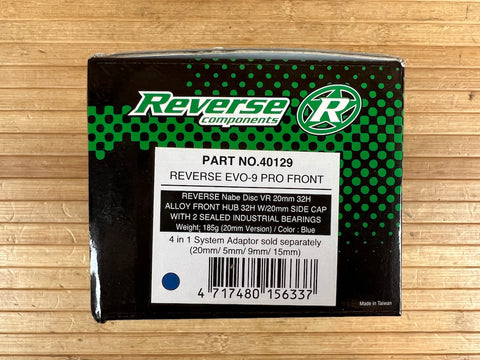 Reverse
components
R
PART NO.40129
REVERSE EVO-9 PRO FRONT
REVERSE Nabe Disc VR 20mm 32H
ALLOY FRONT HUB 32H W/20mm SIDE CAP
WITH 2 SEALED INDUSTRIAL BEARINGS
Weight; 185g (20mm Version) / Color : Blue
4 in 1 System Adaptor sold separately
(20mm/ 5mm/ 9mm/ 15mm)
4 717480 156337
Made In Taiwan